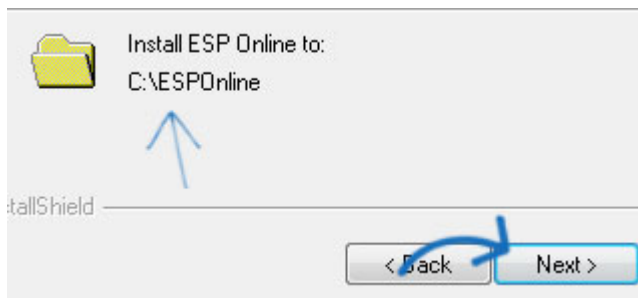 Install ESP Online to:
C:\ESPOnline
tallShield
< Back
Next >